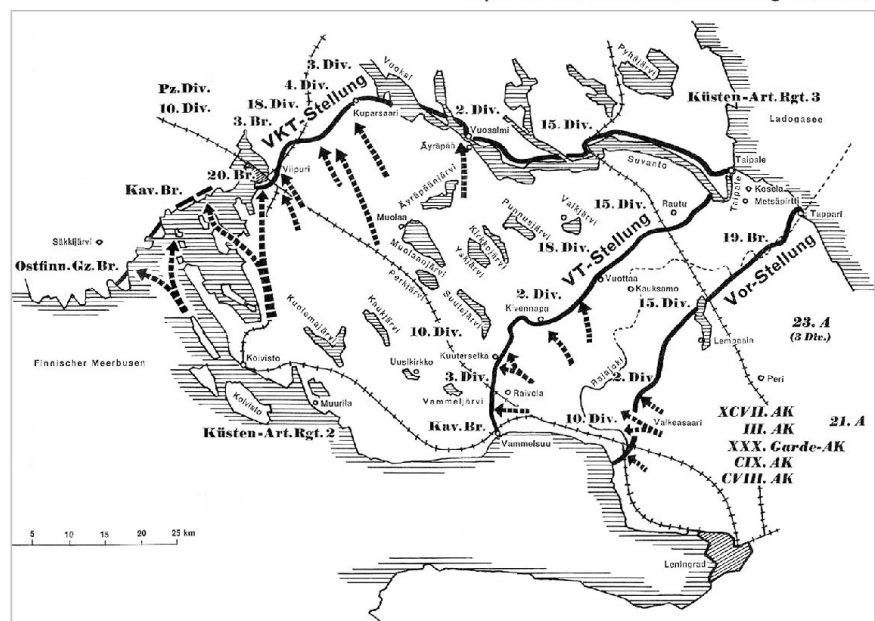 3. Div.
4. Div.
Pz. Div.
10. Div.
18. Div.
3. Br.
VKT-Stellung
Vuoksi
Kuparsaari
2. Div.
Vuosalmi
Äyräpää
15. Div.
Pyhäjärvi
Küsten-Art. Rgt. 3
Ladogasee
20. Br.
Viipuri
Kav. Br.
Säkkijärvi
Ostfinn. Gz. Br.
Finnischer Meerbusen
Äyräpäänjärvi
Muolaa
Muolaanjärvi
Perkjärvi
Kirkkojärvi
Yskjärvi
Punnusjärvi
Valkjärvi
Suulajärvi
Suvanto
Taipale
Taipale
Kosela
Metsäpirtti
Tappari
15. Div.
Rautu
18. Div.
VT-Stellung
19. Br.
Vor-Stellung
Vuottaa
Kauksamo
2. Div.
Kivennapa
15. Div.
Lempaala
10. Div.
Kuolemajärvi
Kaukjärvi
Uusikirkko
Kuuterselkä
3. Div.
Raivola
Vammeljärvi
Kav. Br.
Vammelsuu
Koivisto
Koivisto
Muurila
Küsten-Art. Rgt. 2
Rajajoki
2. Div.
10. Div.
Valkeasaari
23. A
(3 Div.)
Peri
XCVII. AK
III. AK
21. A
XXX. Garde-AK
CIX. AK
CVIII. AK
Leningrad
5 10 15 20 25 km